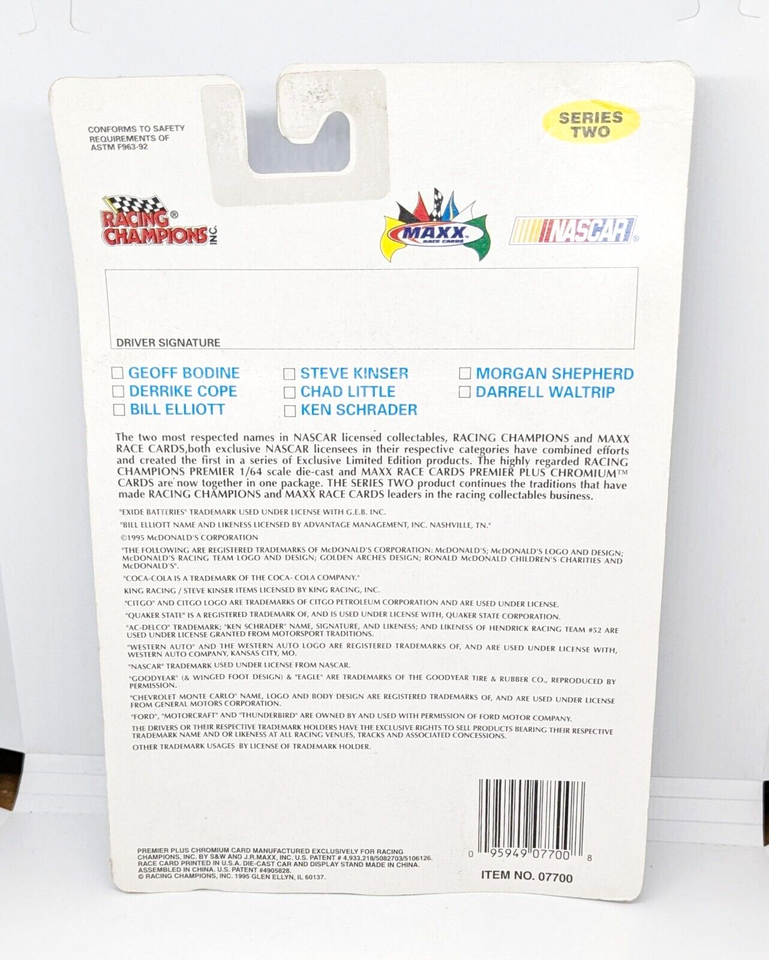 CONFORMS TO SAFETY
REQUIREMENTS OF
ASTM F963-92
SERIES
TWO
RACING®
CHAMPIONS INC.
MAXX
RACE CARDS
NASCAR®
DRIVER SIGNATURE
GEOFF BODINE
DERRIKE COPE
BILL ELLIOTT
STEVE KINSER
CHAD LITTLE
KEN SCHRADER
MORGAN SHEPHERD
DARRELL WALTRIP
The two most respected names in NASCAR licensed collectables, RACING CHAMPIONS and MAXX
RACE CARDS,both exclusive NASCAR licensees in their respective categories have combined efforts
and created the first in a series of Exclusive Limited Edition products. The highly regarded RACING
CHAMPIONS PREMIER 1/64 scale die-cast and MAXX RACE CARDS PREMIER PLUS CHROMIUM™
CARDS are now together in one package. THE SERIES TWO product continues the traditions that have
made RACING CHAMPIONS and MAXX RACE CARDS leaders in the racing collectables business.
"EXIDE BATTERIES" TRADEMARK USED UNDER LICENSE WITH G.E.B. INC.
"BILL ELLIOTT NAME AND LIKENESS LICENSED BY ADVANTAGE MANAGEMENT, INC. NASHVILLE, TN."
©1995 McDONALD'S CORPORATION
"THE FOLLOWING ARE REGISTERED TRADEMARKS OF McDONALD'S CORPORATION: McDONALD'S; McDONALD'S LOGO AND DESIGN;
McDONALD'S RACING TEAM LOGO AND DESIGN; GOLDEN ARCHES DESIGN; RONALD McDONALD CHILDREN'S CHARITIES AND
McDONALD'S".
"COCA-COLA IS A TRADEMARK OF THE COCA- COLA COMPANY."
KING RACING / STEVE KINSER ITEMS LICENSED BY KING RACING, INC.
"CITGO" AND CITGO LOGO ARE TRADEMARKS OF CITGO PETROLEUM CORPORATION AND ARE USED UNDER LICENSE.
"QUAKER STATE" IS A REGISTERED TRADEMARK OF, AND IS USED UNDER LICENSE WITH, QUAKER STATE CORPORATION.
"AC-DELCO" TRADEMARK; "KEN SCHRADER" NAME, SIGNATURE, AND LIKENESS; AND LIKENESS OF HENDRICK RACING TEAM #52 ARE
USED UNDER LICENSE GRANTED FROM MOTORSPORT TRADITIONS.
"WESTERN AUTO" AND THE WESTERN AUTO LOGO ARE REGISTERED TRADEMARKS OF, AND ARE USED UNDER LICENSE WITH,
WESTERN AUTO COMPANY, KANSAS CITY, MO.
"NASCAR" TRADEMARK USED UNDER LICENSE FROM NASCAR.
"GOODYEAR" (& WINGED FOOT DESIGN) & "EAGLE" ARE TRADEMARKS OF THE GOODYEAR TIRE & RUBBER CO., REPRODUCED BY
PERMISSION.
"CHEVROLET MONTE CARLO" NAME, LOGO AND BODY DESIGN ARE REGISTERED TRADEMARKS OF, AND ARE USED UNDER LICENSE
FROM GENERAL MOTORS CORPORATION.
"FORD", "MOTORCRAFT" AND "THUNDERBIRD" ARE OWNED BY AND USED WITH PERMISSION OF FORD MOTOR COMPANY.
THE DRIVERS OR THEIR RESPECTIVE TRADEMARK HOLDERS HAVE THE EXCLUSIVE RIGHTS TO SELL PRODUCTS BEARING THEIR RESPECTIVE
TRADEMARK NAME AND OR LIKENESS AT ALL RACING VENUES, TRACKS AND ASSOCIATED CONCESSIONS.
OTHER TRADEMARK USAGES BY LICENSE OF TRADEMARK HOLDER.
PREMIER PLUS CHROMIUM CARD MANUFACTURED EXCLUSIVELY FOR RACING
CHAMPIONS, INC. BY S&W AND J.R.MAXX, INC. U.S. PATENT # 4,933,218/5082703/5106126.
RACE CARD PRINTED IN U.S.A. DIE-CAST CAR AND DISPLAY STAND MADE IN CHINA.
ASSEMBLED IN CHINA. U.S. PATENT #4905828.
© RACING CHAMPIONS, INC. 1995 GLEN ELLYN, IL 60137.
0 95949 07700 8
ITEM NO. 07700